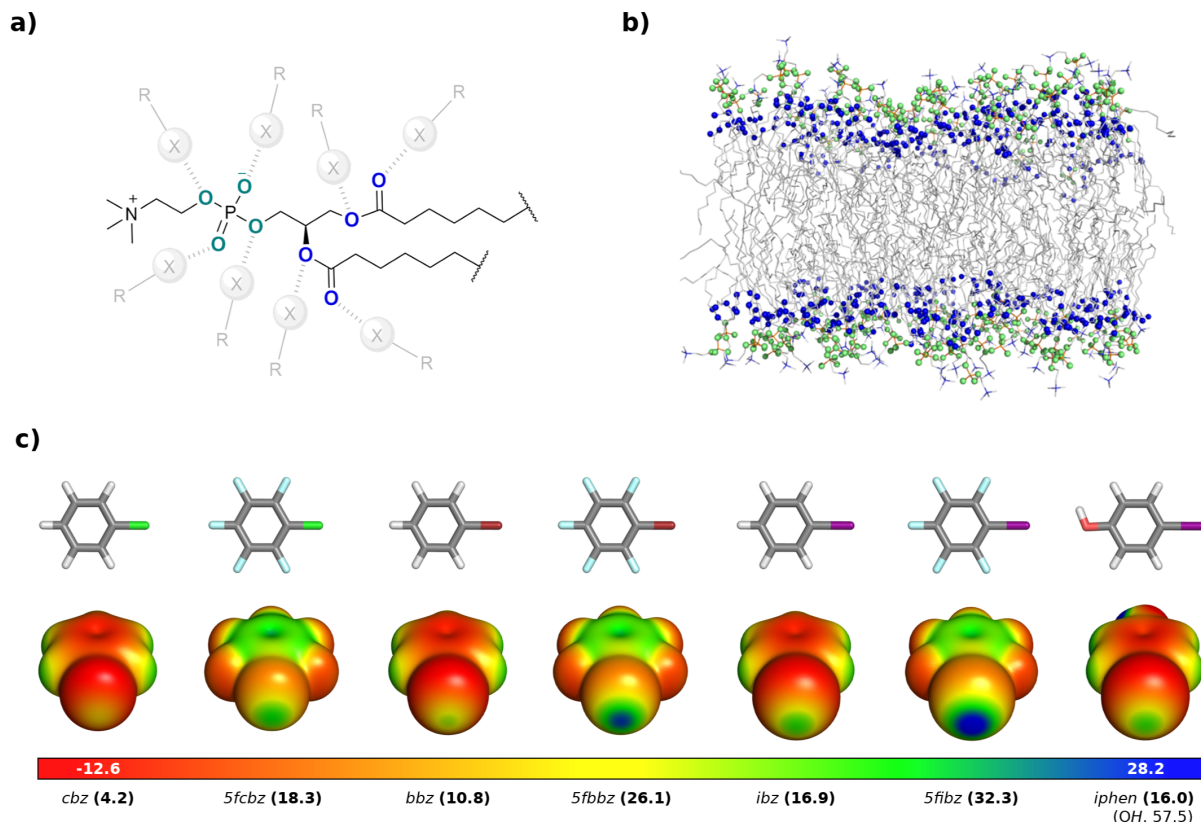 a)
b)
R
R
R
R
X
X
X
X
O
O
O
−
+
N
P
O
O
O
O
O
X
X
X
X
R
R
R
R
c)
-12.6
28.2
cbz (4.2)
5fcbz (18.3)
bbz (10.8)
5fbbz (26.1)
ibz (16.9)
5fibz (32.3)
iphen (16.0)
(OH, 57.5)